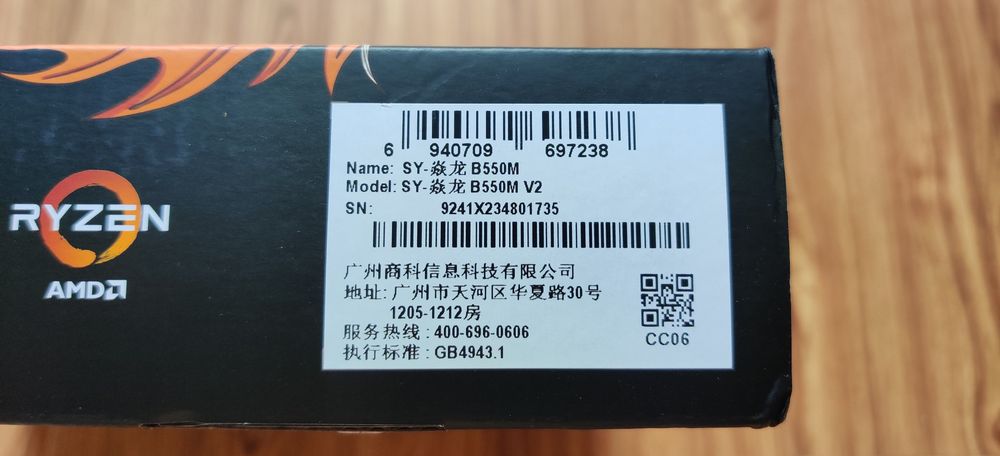 RYZEN
AMD
6 940709 697238
Name: SY-焱龙 B550M
Model: SY-焱龙 B550M V2
SN: 9241X234801735
广州商科信息科技有限公司
地址: 广州市天河区华夏路30号
1205-1212房
服务热线 : 400-696-0606
执行标准 : GB4943.1
CC06